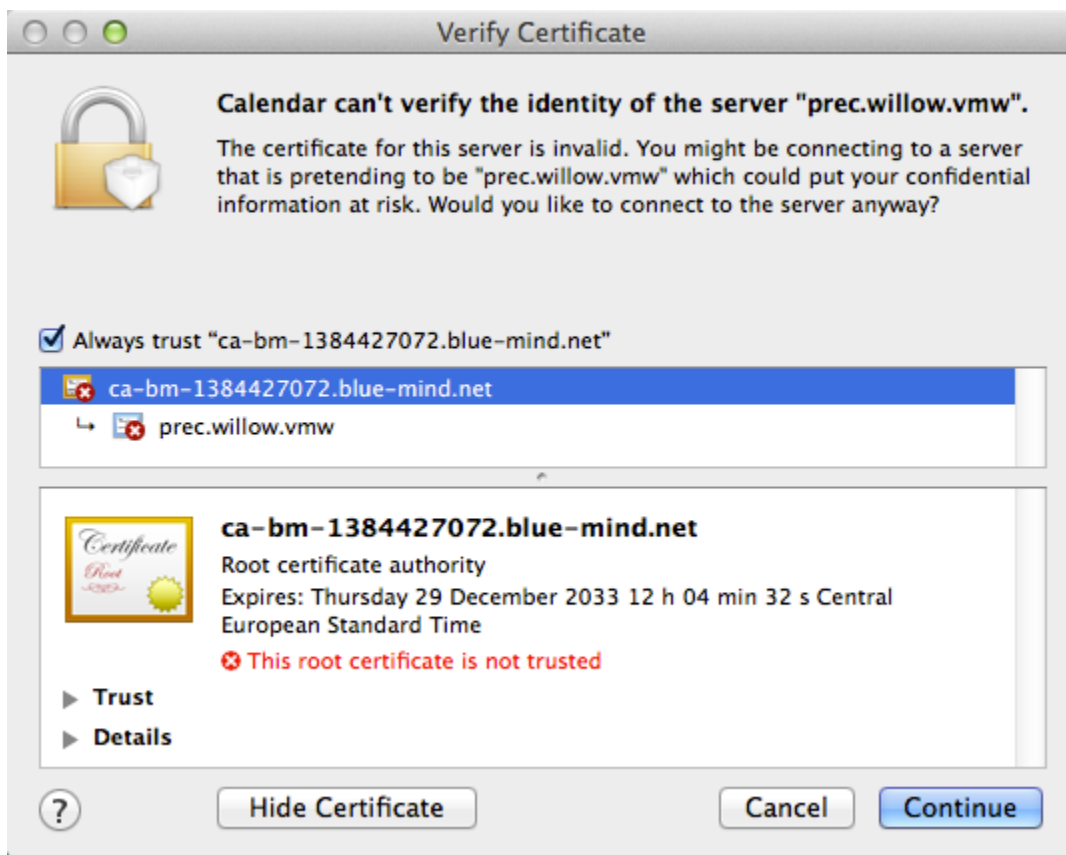 Verify Certificate
Calendar can't verify the identity of the server "prec.willow.vmw".
The certificate for this server is invalid. You might be connecting to a server
that is pretending to be "prec.willow.vmw" which could put your confidential
information at risk. Would you like to connect to the server anyway?
Always trust “ca-bm-1384427072.blue-mind.net”
ca-bm-1384427072.blue-mind.net
prec.willow.vmw
Certificate
Root
ca-bm-1384427072.blue-mind.net
Root certificate authority
Expires: Thursday 29 December 2033 12 h 04 min 32 s Central
European Standard Time
This root certificate is not trusted
Trust
Details
? Hide Certificate Cancel Continue